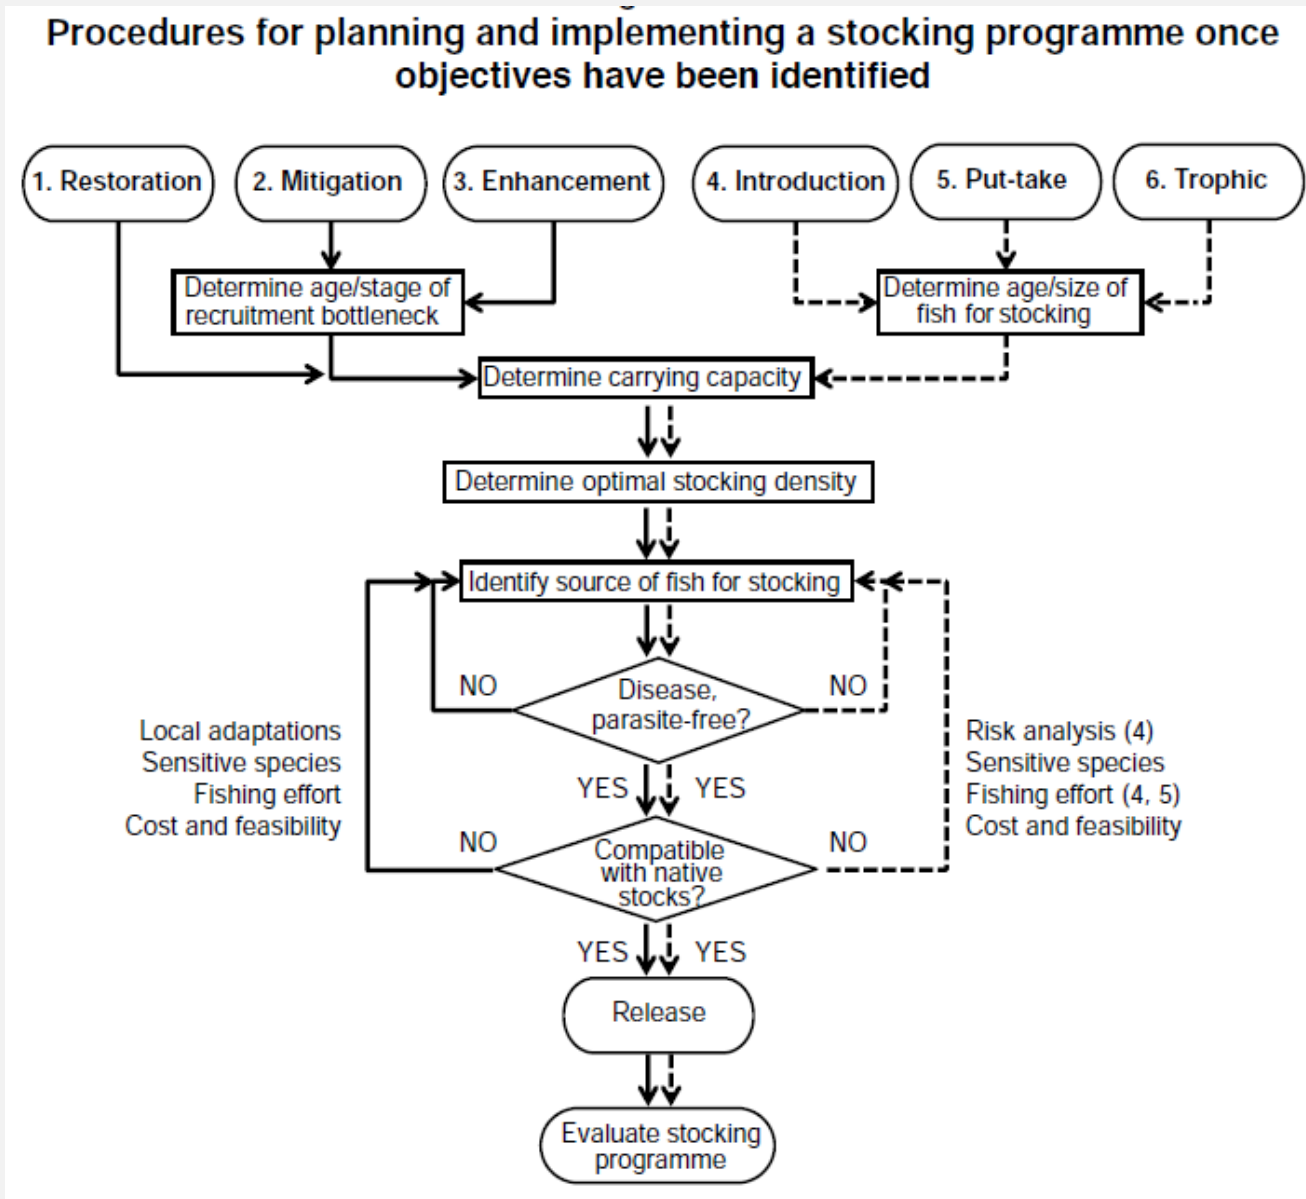 Procedures for planning and implementing a stocking programme once
objectives have been identified
1. Restoration
2. Mitigation
3. Enhancement
4. Introduction
5. Put-take
6. Trophic
Determine age/stage of
recruitment bottleneck
Determine age/size of
fish for stocking
Determine carrying capacity
Determine optimal stocking density
Identify source of fish for stocking
NO
Disease,
parasite-free?
NO
Local adaptations
Sensitive species
Fishing effort
Cost and feasibility
Risk analysis (4)
Sensitive species
Fishing effort (4, 5)
Cost and feasibility
YES
YES
NO
Compatible
with native
stocks?
NO
YES
YES
Release
Evaluate stocking
programme